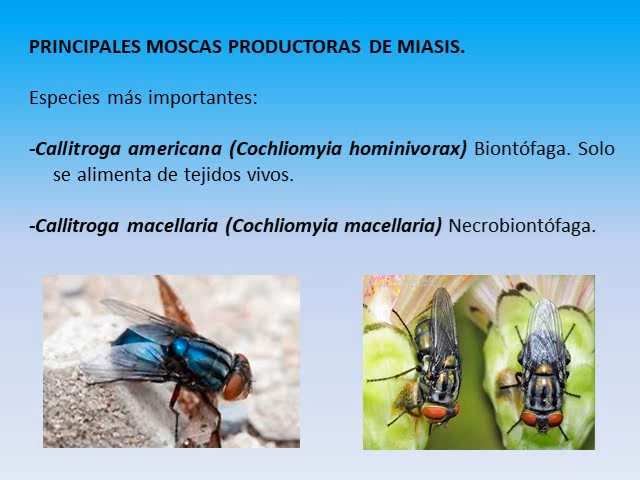 PRINCIPALES MOSCAS PRODUCTORAS DE MIASIS.
Especies más importantes:
-Callitroga americana (Cochliomyia hominivorax) Biontófaga. Solo
se alimenta de tejidos vivos.
-Callitroga macellaria (Cochliomyia macellaria) Necrobiontófaga.